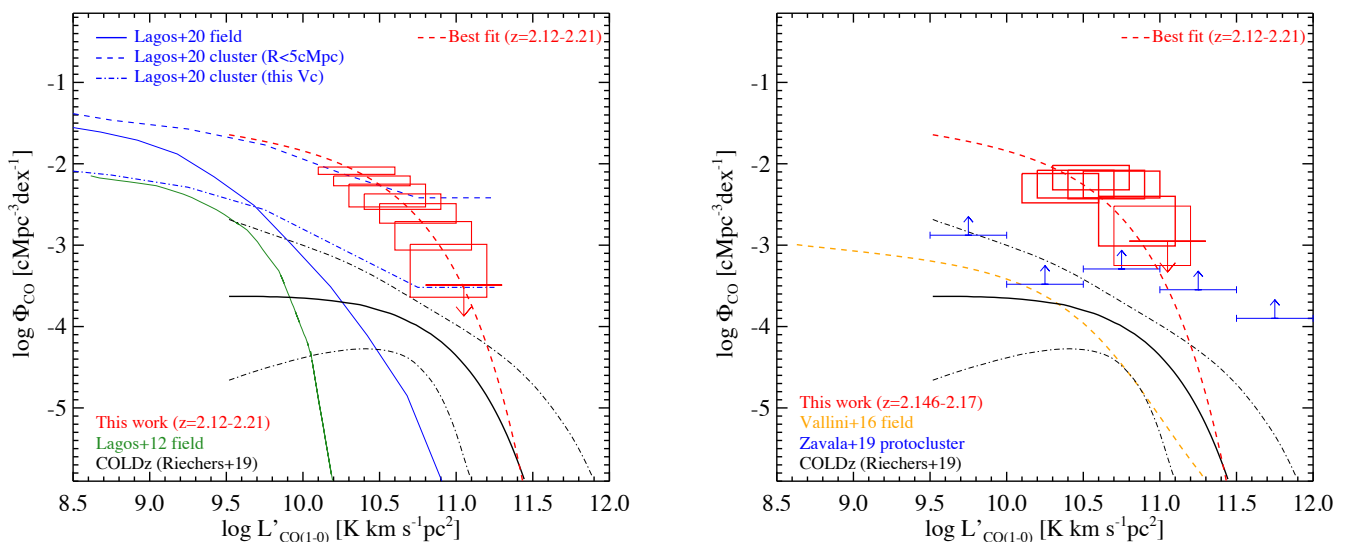 Lagos+20 field
Lagos+20 cluster (R<5cMpc)
Lagos+20 cluster (this Vc)
Best fit (z=2.12-2.21)
-1
-2
-3
-4
-5
log Φ_CO [cMpc⁻³dex⁻¹]
This work (z=2.12-2.21)
Lagos+12 field
COLDz (Riechers+19)
8.5 9.0 9.5 10.0 10.5 11.0 11.5 12.0
log L'_CO(1-0) [K km s⁻¹pc²]
Best fit (z=2.12-2.21)
-1
-2
-3
-4
-5
log Φ_CO [cMpc⁻³dex⁻¹]
This work (z=2.146-2.17)
Vallini+16 field
Zavala+19 protocluster
COLDz (Riechers+19)
8.5 9.0 9.5 10.0 10.5 11.0 11.5 12.0
log L'_CO(1-0) [K km s⁻¹pc²]